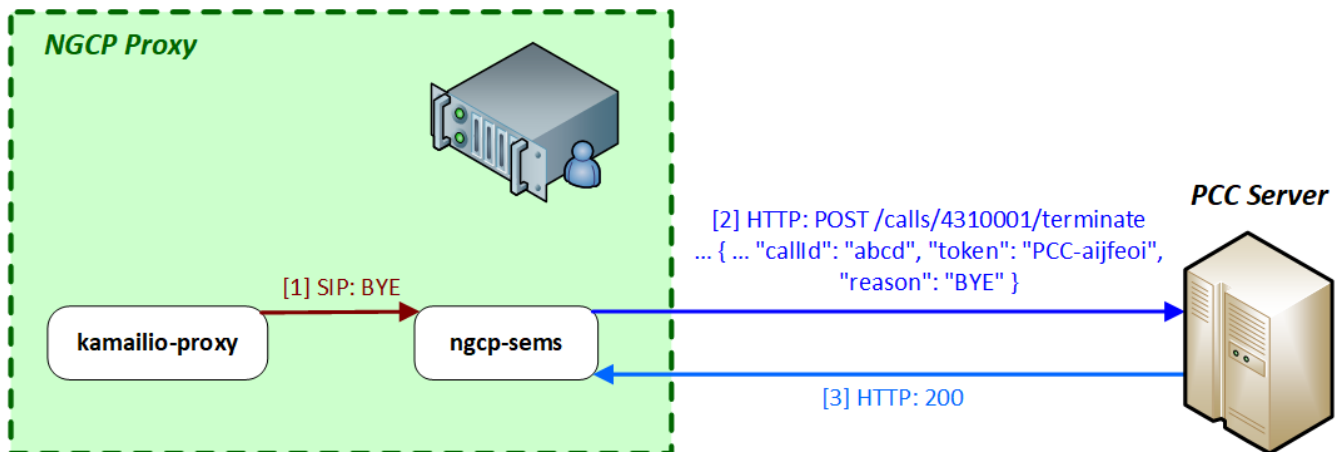 NGCP Proxy
PCC Server
[2] HTTP: POST /calls/4310001/terminate
... { ... "callId": "abcd", "token": "PCC-aijfeoi",
"reason": "BYE" }
[1] SIP: BYE
kamailio-proxy
ngcp-sems
[3] HTTP: 200